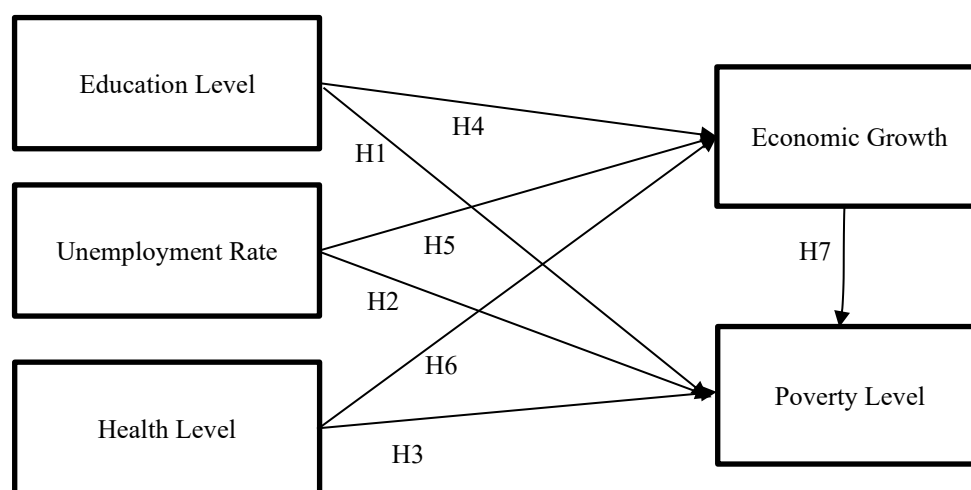 Education Level
Economic Growth
H4
H1
Unemployment Rate
H5
H7
H2
H6
Poverty Level
Health Level
H3